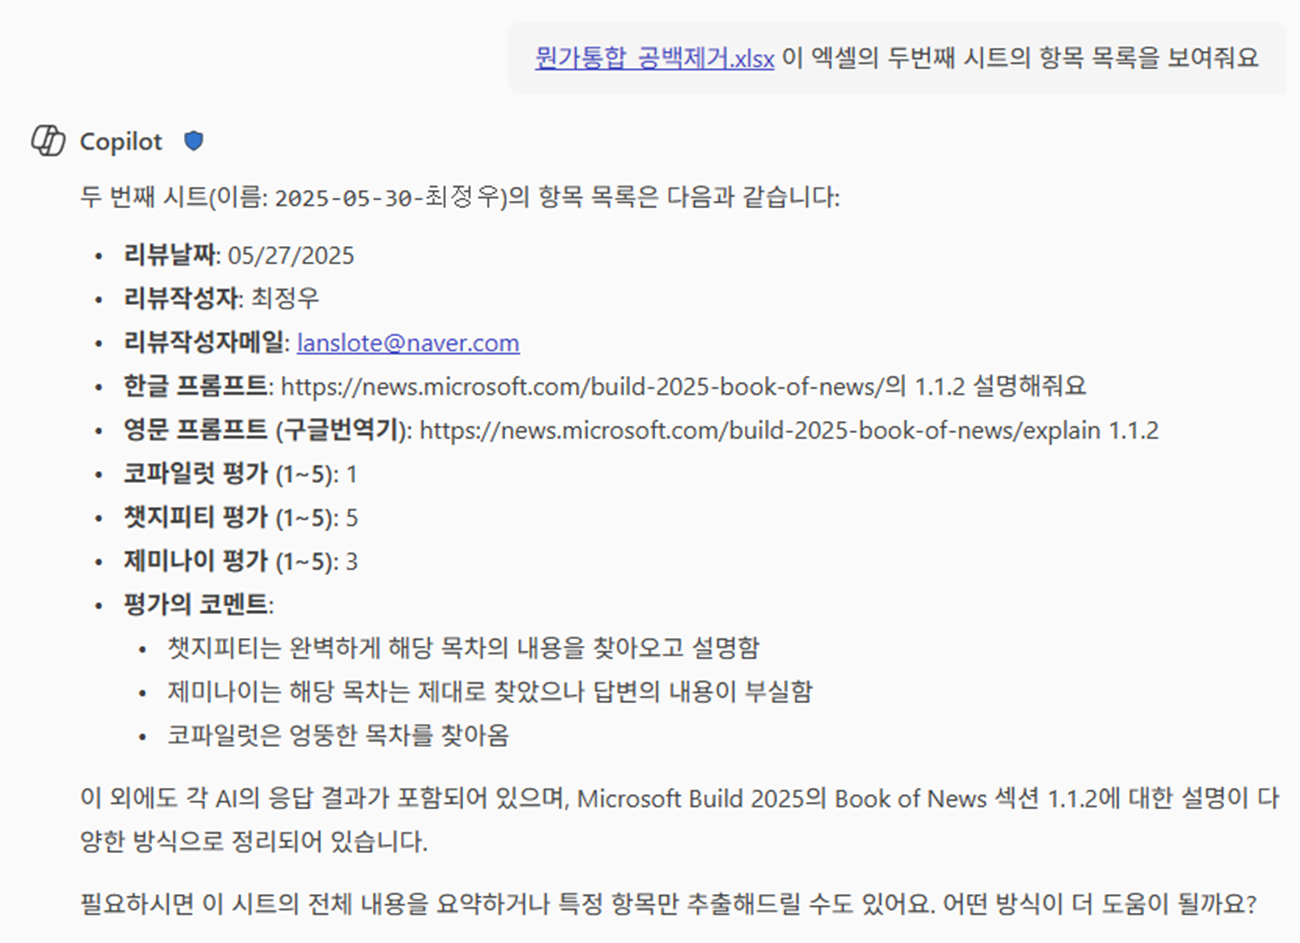 뭔가통합_공백제거.xlsx 이 엑셀의 두번째 시트의 항목 목록을 보여줘요
Copilot
두 번째 시트(이름: 2025-05-30-최정우)의 항목 목록은 다음과 같습니다:
• 리뷰날짜: 05/27/2025
• 리뷰작성자: 최정우
• 리뷰작성자메일: lanslote@naver.com
• 한글 프롬프트: https://news.microsoft.com/build-2025-book-of-news/의 1.1.2 설명해줘요
• 영문 프롬프트 (구글번역기): https://news.microsoft.com/build-2025-book-of-news/explain 1.1.2
• 코파일럿 평가 (1~5): 1
• 챗지피티 평가 (1~5): 5
• 제미나이 평가 (1~5): 3
• 평가의 코멘트:
• 챗지피티는 완벽하게 해당 목차의 내용을 찾아오고 설명함
• 제미나이는 해당 목차는 제대로 찾았으나 답변의 내용이 부실함
• 코파일럿은 엉뚱한 목차를 찾아옴
이 외에도 각 AI의 응답 결과가 포함되어 있으며, Microsoft Build 2025의 Book of News 섹션 1.1.2에 대한 설명이 다
양한 방식으로 정리되어 있습니다.
필요하시면 이 시트의 전체 내용을 요약하거나 특정 항목만 추출해드릴 수도 있어요. 어떤 방식이 더 도움이 될까요?